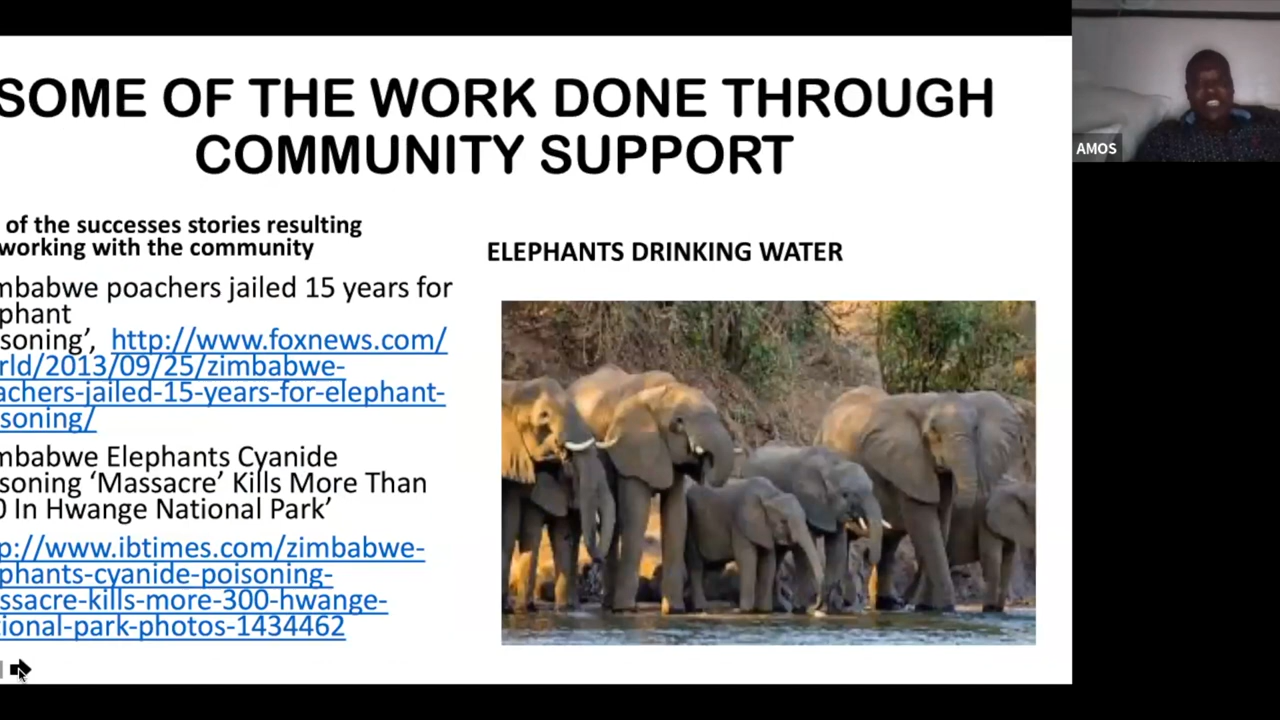 SOME OF THE WORK DONE THROUGH
COMMUNITY SUPPORT
of the successes stories resulting
working with the community
mbabwe poachers jailed 15 years for
phant
soning’, http://www.foxnews.com/
rld/2013/09/25/zimbabwe-
achers-jailed-15-years-for-elephant-
soning/
mbabwe Elephants Cyanide
soning ‘Massacre’ Kills More Than
0 In Hwange National Park’
p://www.ibtimes.com/zimbabwe-
phants-cyanide-poisoning-
ssacre-kills-more-300-hwange-
ional-park-photos-1434462
ELEPHANTS DRINKING WATER
AMOS